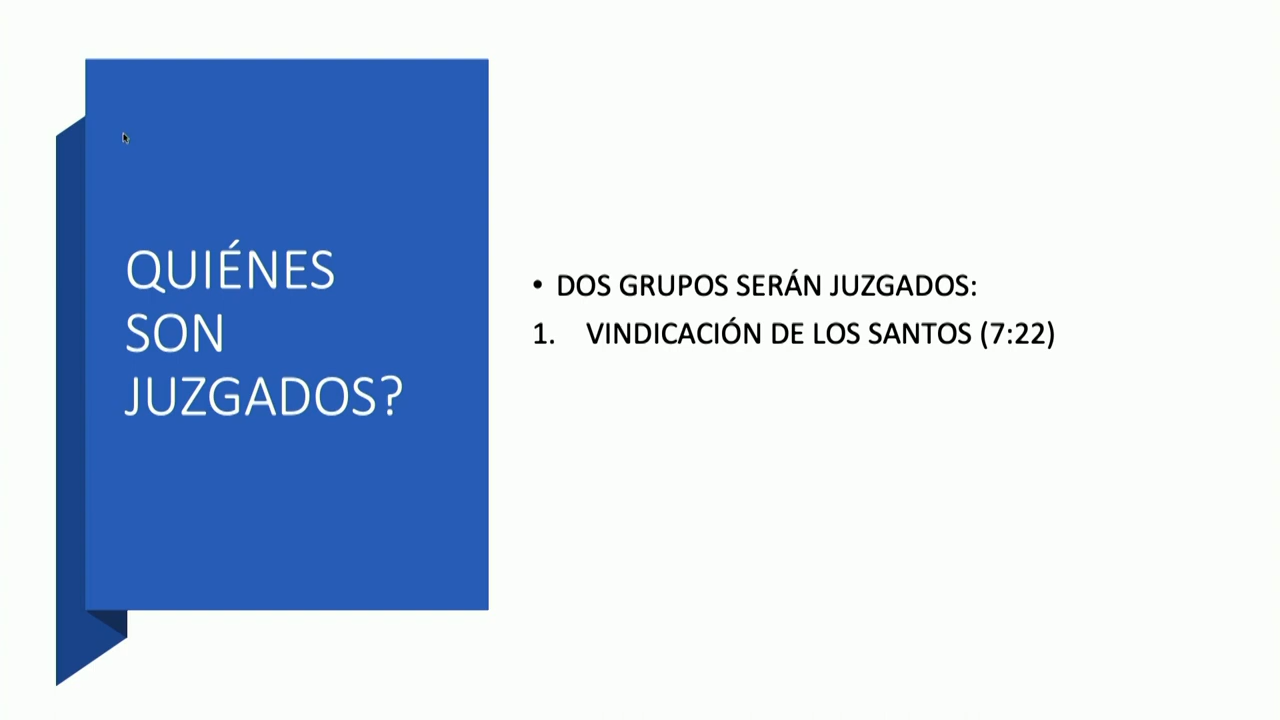 QUIÉNES
SON
JUZGADOS?
• DOS GRUPOS SERÁN JUZGADOS:
1. VINDICACIÓN DE LOS SANTOS (7:22)